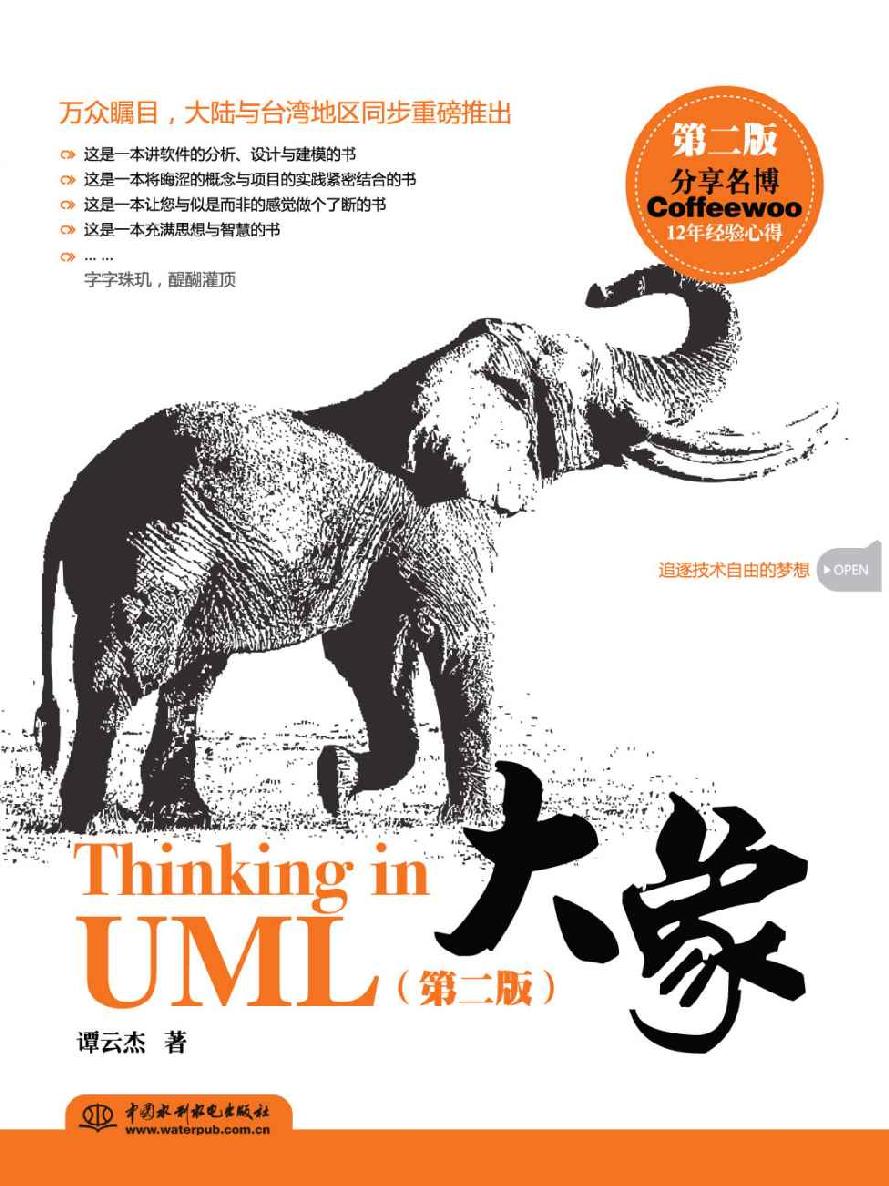 万众瞩目，大陆与台湾地区同步重磅推出
这是一本讲软件的分析、设计与建模的书
这是一本将晦涩的概念与项目的实践紧密结合的书
这是一本让您与似是而非的感觉做个了断的书
这是一本充满思想与智慧的书
... ...
字字珠玑，醍醐灌顶
第二版
分享名博
Coffeewoo
12年经验心得
追逐技术自由的梦想
OPEN
大象
Thinking in
UML（第二版）
谭云杰 著
中国水利水电出版社
www.waterpub.com.cn